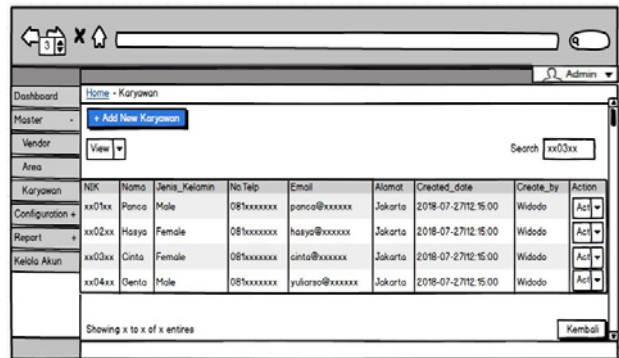 3
Admin
Dashboard
Home - Karyawan
Master -
+ Add New Karyawan
Vendor
View
Search xx03xx
Area
Karyawan
NIK Nama Jenis_Kelamin No.Telp Email Alamat Created_date Create_by Action
xx01xx Panca Male 081xxxxxxx panca@xxxxxx Jakarta 2018-07-27/12:15:00 Widodo Act
Configuration +
xx02xx Hasya Female 081xxxxxxx hasya@xxxxxx Jakarta 2018-07-27/12:15:00 Widodo Act
Report +
xx03xx Cinta Female 081xxxxxxx cinta@xxxxxx Jakarta 2018-07-27/12:15:00 Widodo Act
Kelola Akun
xx04xx Genta Male 081xxxxxxx yuliarso@xxxxxx Jakarta 2018-07-27/12:15:00 Widodo Act
Showing x to x of x entires
Kembali